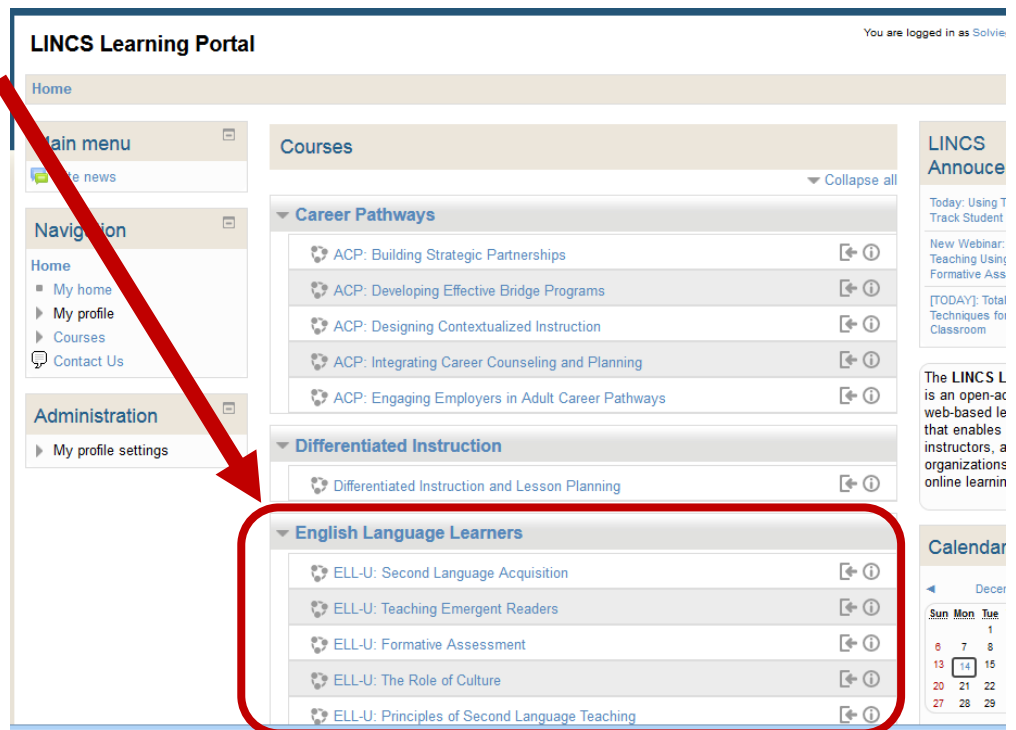 LINCS Learning Portal
You are logged in as Solvie
Home
Main menu
news
Navigation
Home
My home
My profile
Courses
Contact Us
Administration
My profile settings
Courses
Collapse all
Career Pathways
ACP: Building Strategic Partnerships
ACP: Developing Effective Bridge Programs
ACP: Designing Contextualized Instruction
ACP: Integrating Career Counseling and Planning
ACP: Engaging Employers in Adult Career Pathways
Differentiated Instruction
Differentiated Instruction and Lesson Planning
English Language Learners
ELL-U: Second Language Acquisition
ELL-U: Teaching Emergent Readers
ELL-U: Formative Assessment
ELL-U: The Role of Culture
ELL-U: Principles of Second Language Teaching
LINCS
Annouce
Today: Using T
Track Student
New Webinar:
Teaching Using
Formative Ass
[TODAY]: Total
Techniques for
Classroom
The LINCS L
is an open-ac
web-based le
that enables
instructors, a
organizations
online learnin
Calendar
Decem
Sun Mon Tue
1
6 7 8
13 14 15
20 21 22
27 28 29